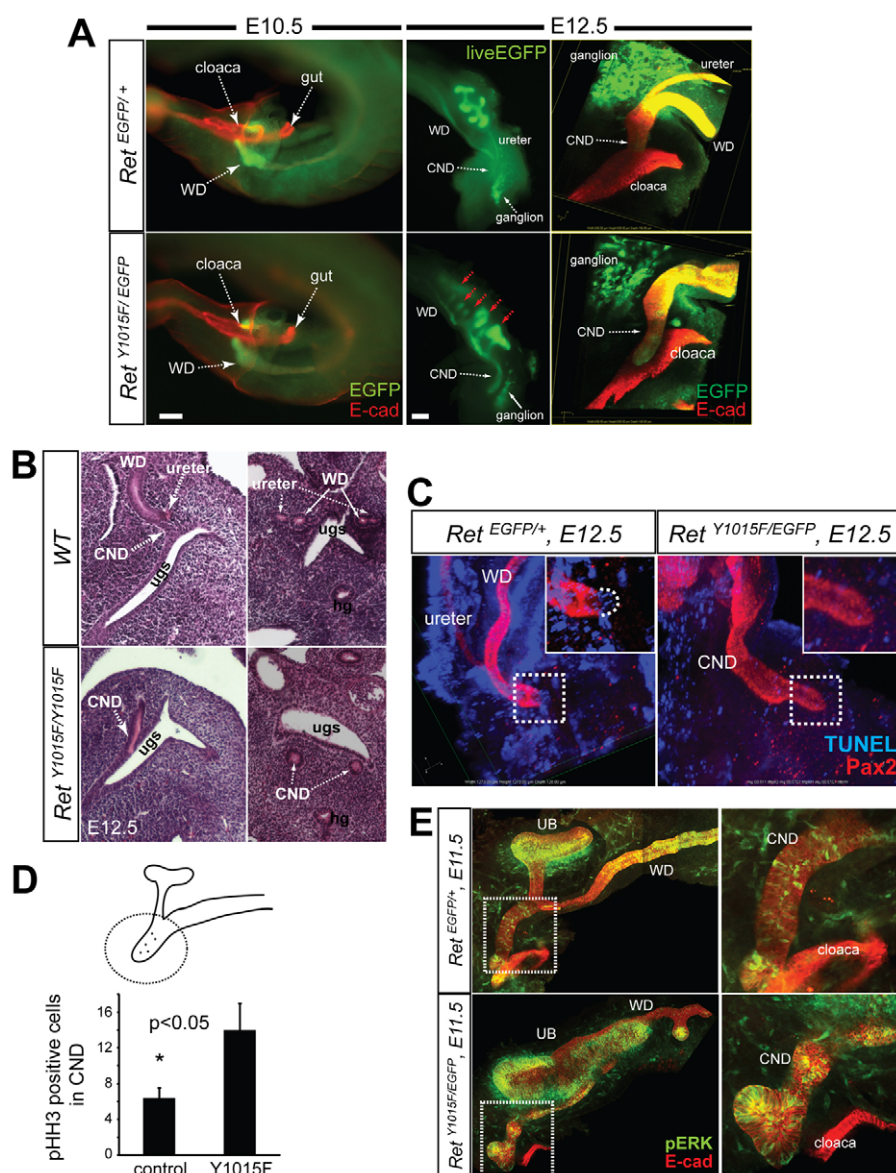 A
E10.5
E12.5
Ret EGFP/+
cloaca
gut
WD
liveEGFP
WD
ureter
CND
ganglion
ganglion
ureter
CND
WD
cloaca
Ret Y1015F/EGFP
cloaca
gut
WD
EGFP
E-cad
WD
CND
ganglion
ganglion
CND
cloaca
EGFP
E-cad
B
WT
WD
ureter
CND
ugs
ureter
WD
ugs
hg
Ret Y1015F/Y1015F
CND
ugs
E12.5
ugs
CND
hg
C
Ret EGFP/+, E12.5
Ret Y1015F/EGFP, E12.5
WD
ureter
CND
TUNEL
Pax2
D
pHH3 positive cells
in CND
16
12
8
4
0
p<0.05
*
control
Y1015F
E
Ret EGFP/+, E11.5
UB
WD
CND
cloaca
Ret Y1015F/EGFP, E11.5
UB
WD
pERK
E-cad
CND
cloaca